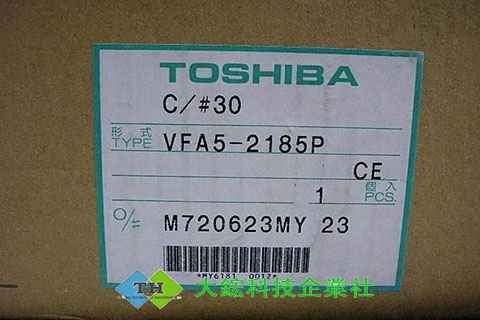 TOSHIBA
C/#30
形式
TYPE VFA5-2185P
CE
1 個入
PCS.
O/# M720623MY 23
*MY6181 0012*
TH
大鋐科技企業社